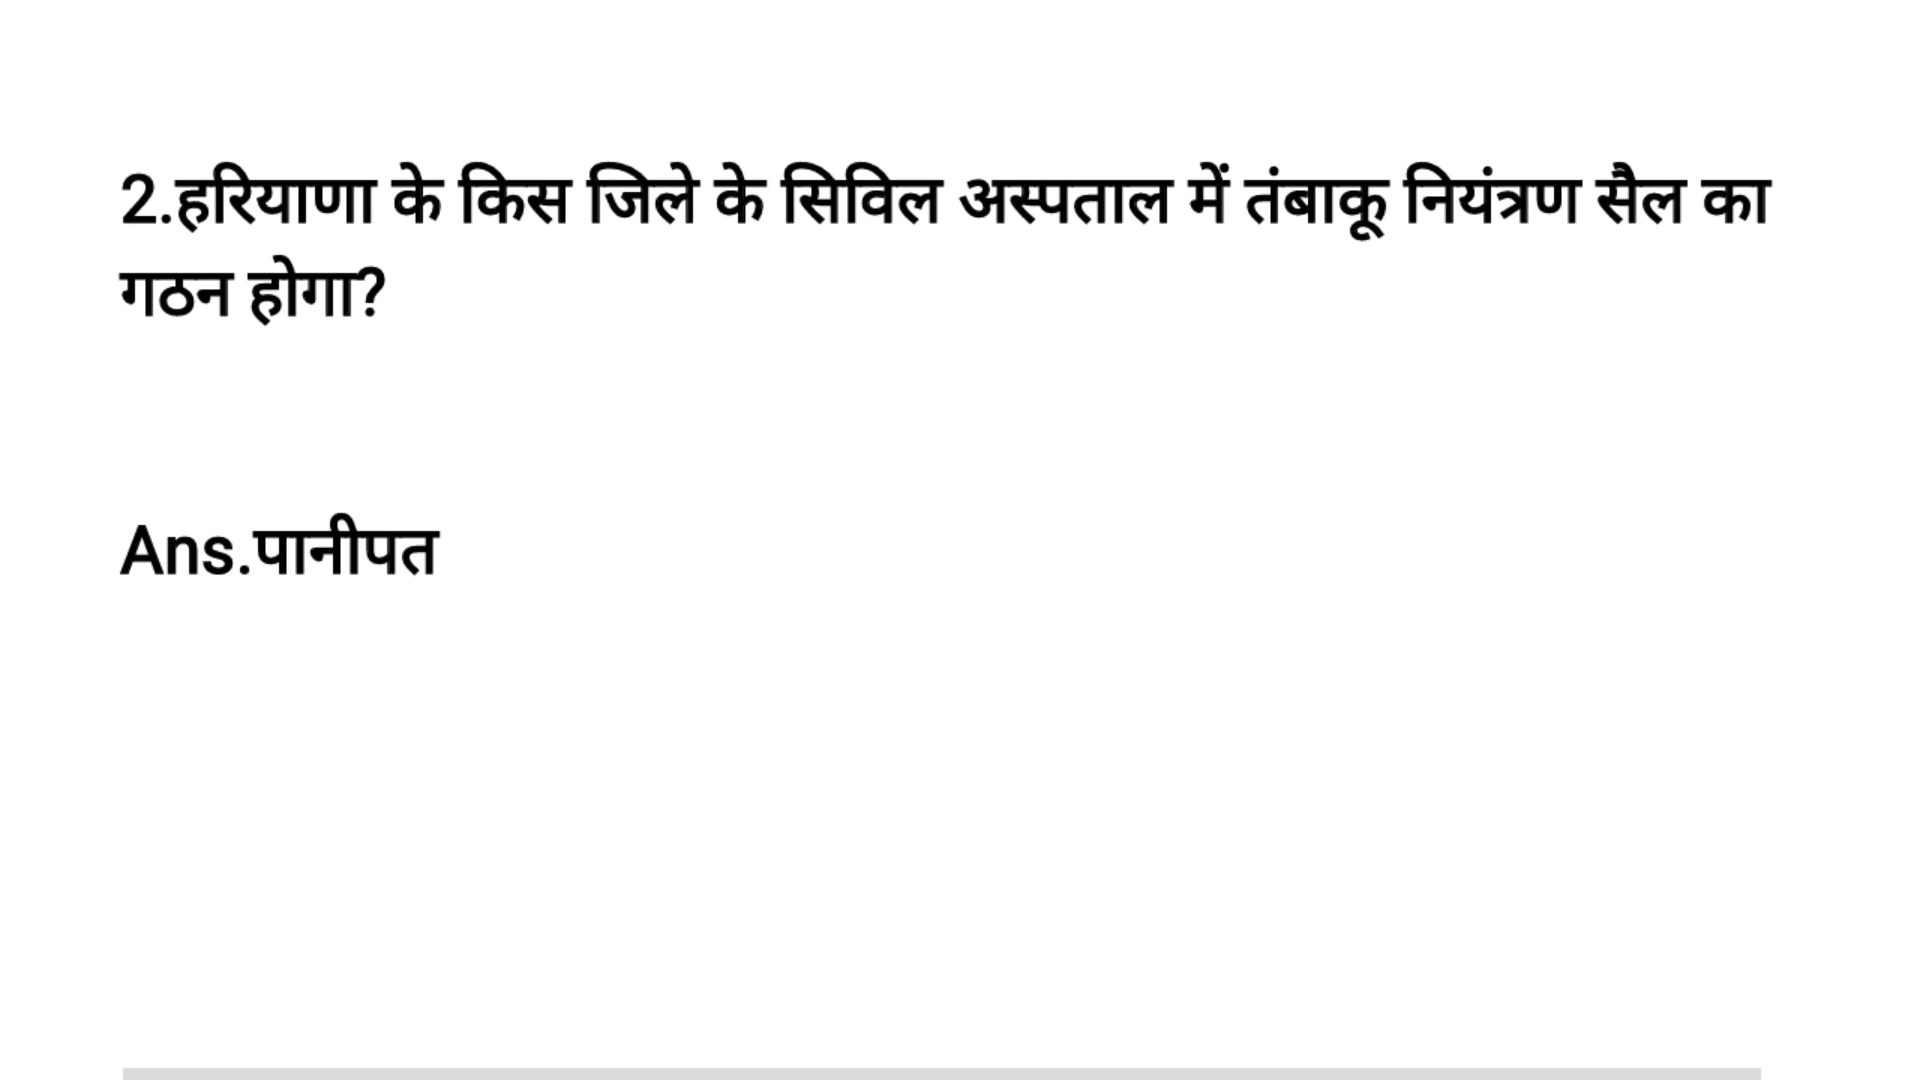 2.हरियाणा के किस जिले के सिविल अस्पताल में तंबाकू नियंत्रण सैल का
गठन होगा?
Ans.पानीपत